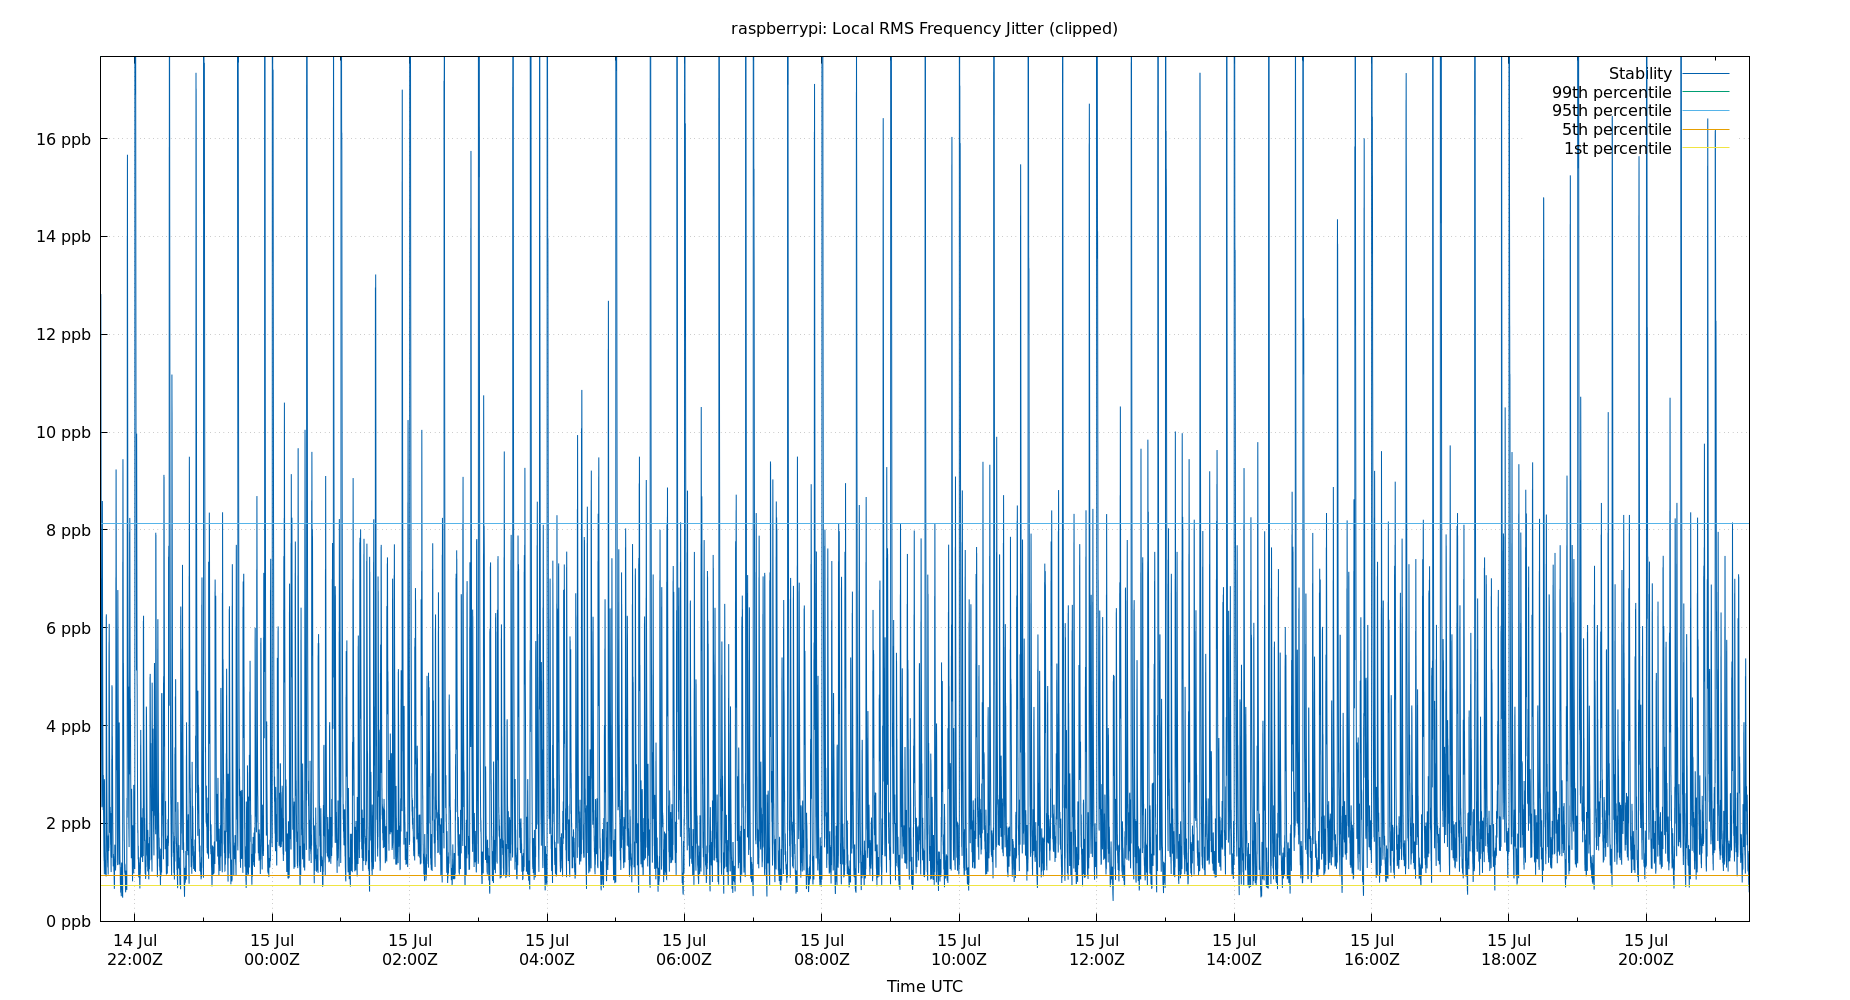 raspberrypi: Local RMS Frequency Jitter (clipped)
Stability
99th percentile
95th percentile
5th percentile
1st percentile
16 ppb
14 ppb
12 ppb
10 ppb
8 ppb
6 ppb
4 ppb
2 ppb
0 ppb
14 Jul 15 Jul 15 Jul 15 Jul 15 Jul 15 Jul 15 Jul 15 Jul 15 Jul 15 Jul 15 Jul 15 Jul
22:00Z 00:00Z 02:00Z 04:00Z 06:00Z 08:00Z 10:00Z 12:00Z 14:00Z 16:00Z 18:00Z 20:00Z
Time UTC